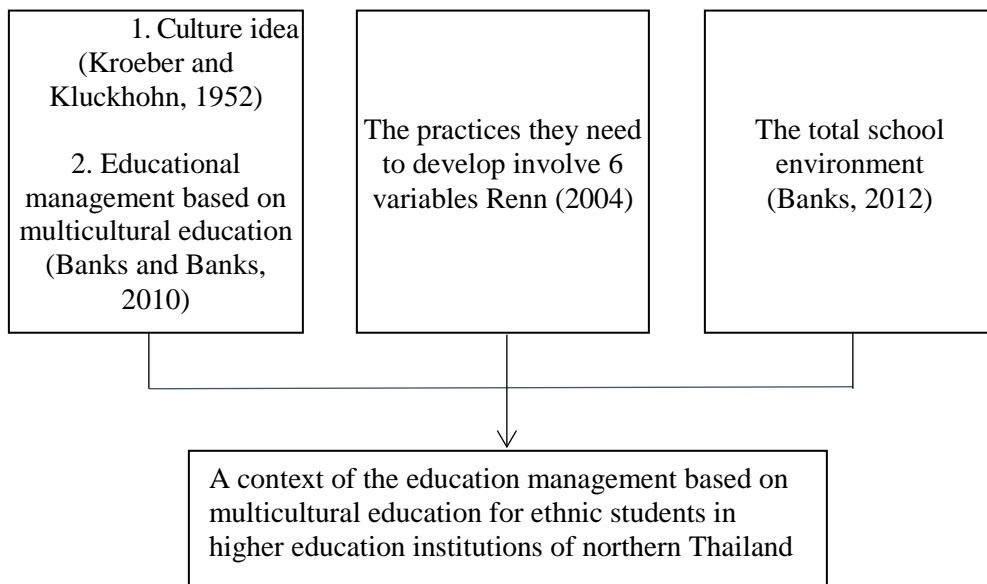 1. Culture idea
(Kroeber and
Kluckhohn, 1952)
2. Educational
management based on
multicultural education
(Banks and Banks,
2010)
The practices they need
to develop involve 6
variables Renn (2004)
The total school
environment
(Banks, 2012)
A context of the education management based on
multicultural education for ethnic students in
higher education institutions of northern Thailand